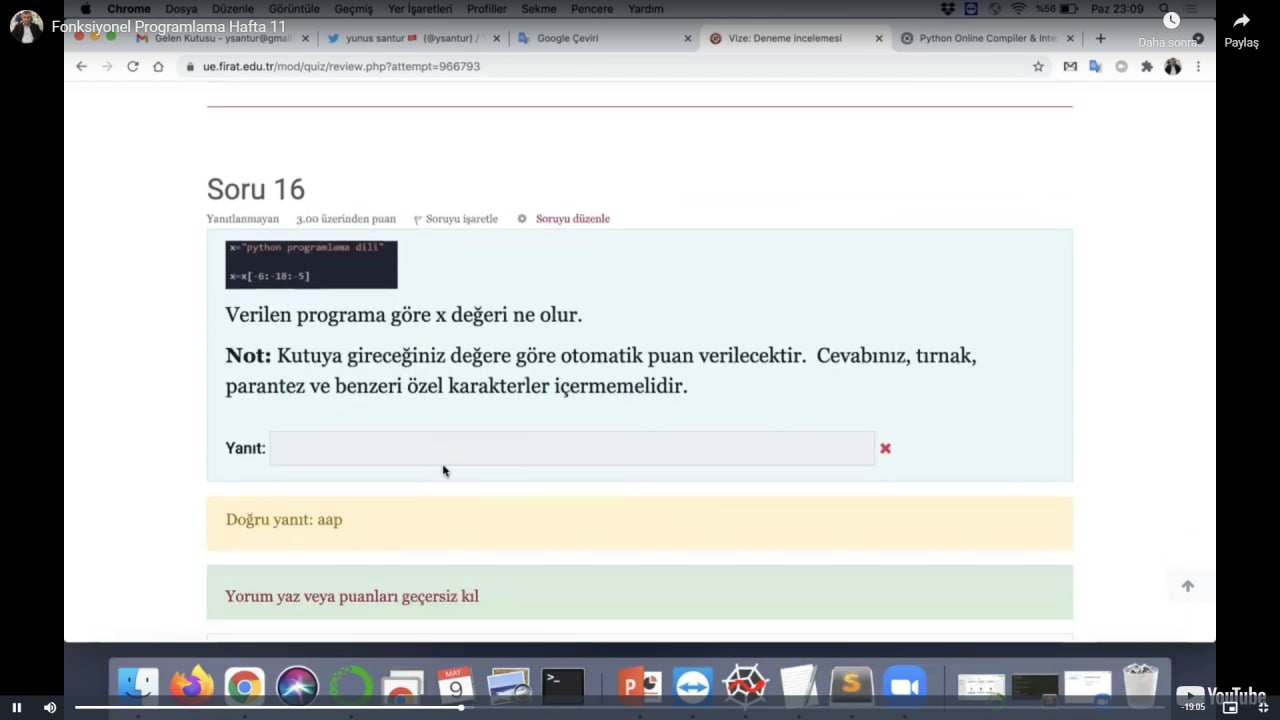 Chrome Dosya Düzenle Görüntüle Geçmiş Yer İşaretleri Profiller Sekme Pencere Yardım %56 Paz 23:09
Fonksiyonel Programlama Hafta 11
Daha sonra...
Paylaş
Gelen Kutusu - ysantur@gmai
yunus santur (@ysantur) /
Google Çeviri
Vize: Deneme incelemesi
Python Online Compiler & Inte
ue.firat.edu.tr/mod/quiz/review.php?attempt=966793
Soru 16
Yanıtlanmayan 3.00 üzerinden puan Soruyu işaretle Soruyu düzenle
x="python programlama dili"
x=x[-6:-18:-5]
Verilen programa göre x değeri ne olur.
Not: Kutuya gireceğiniz değere göre otomatik puan verilecektir. Cevabınız, tırnak,
parantez ve benzeri özel karakterler içermemelidir.
Yanıt:
Doğru yanıt: aap
Yorum yaz veya puanları geçersiz kıl
MAY
9
>_
P
S
YouTube
-19:05